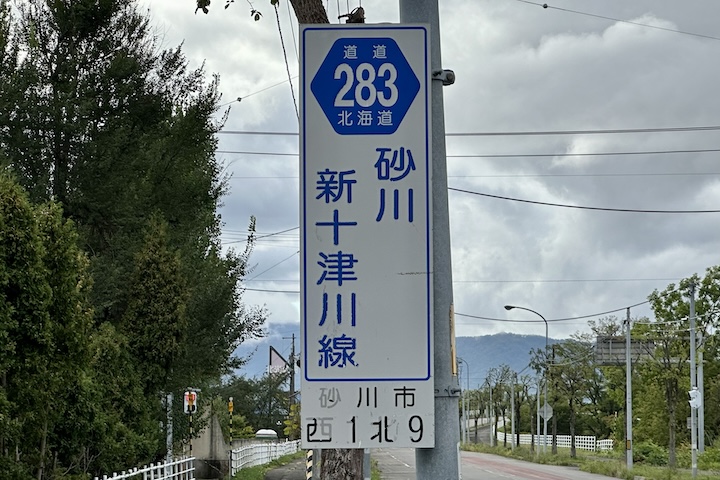 道道
283
北海道
砂川
新十津川線
砂川市
西1北9